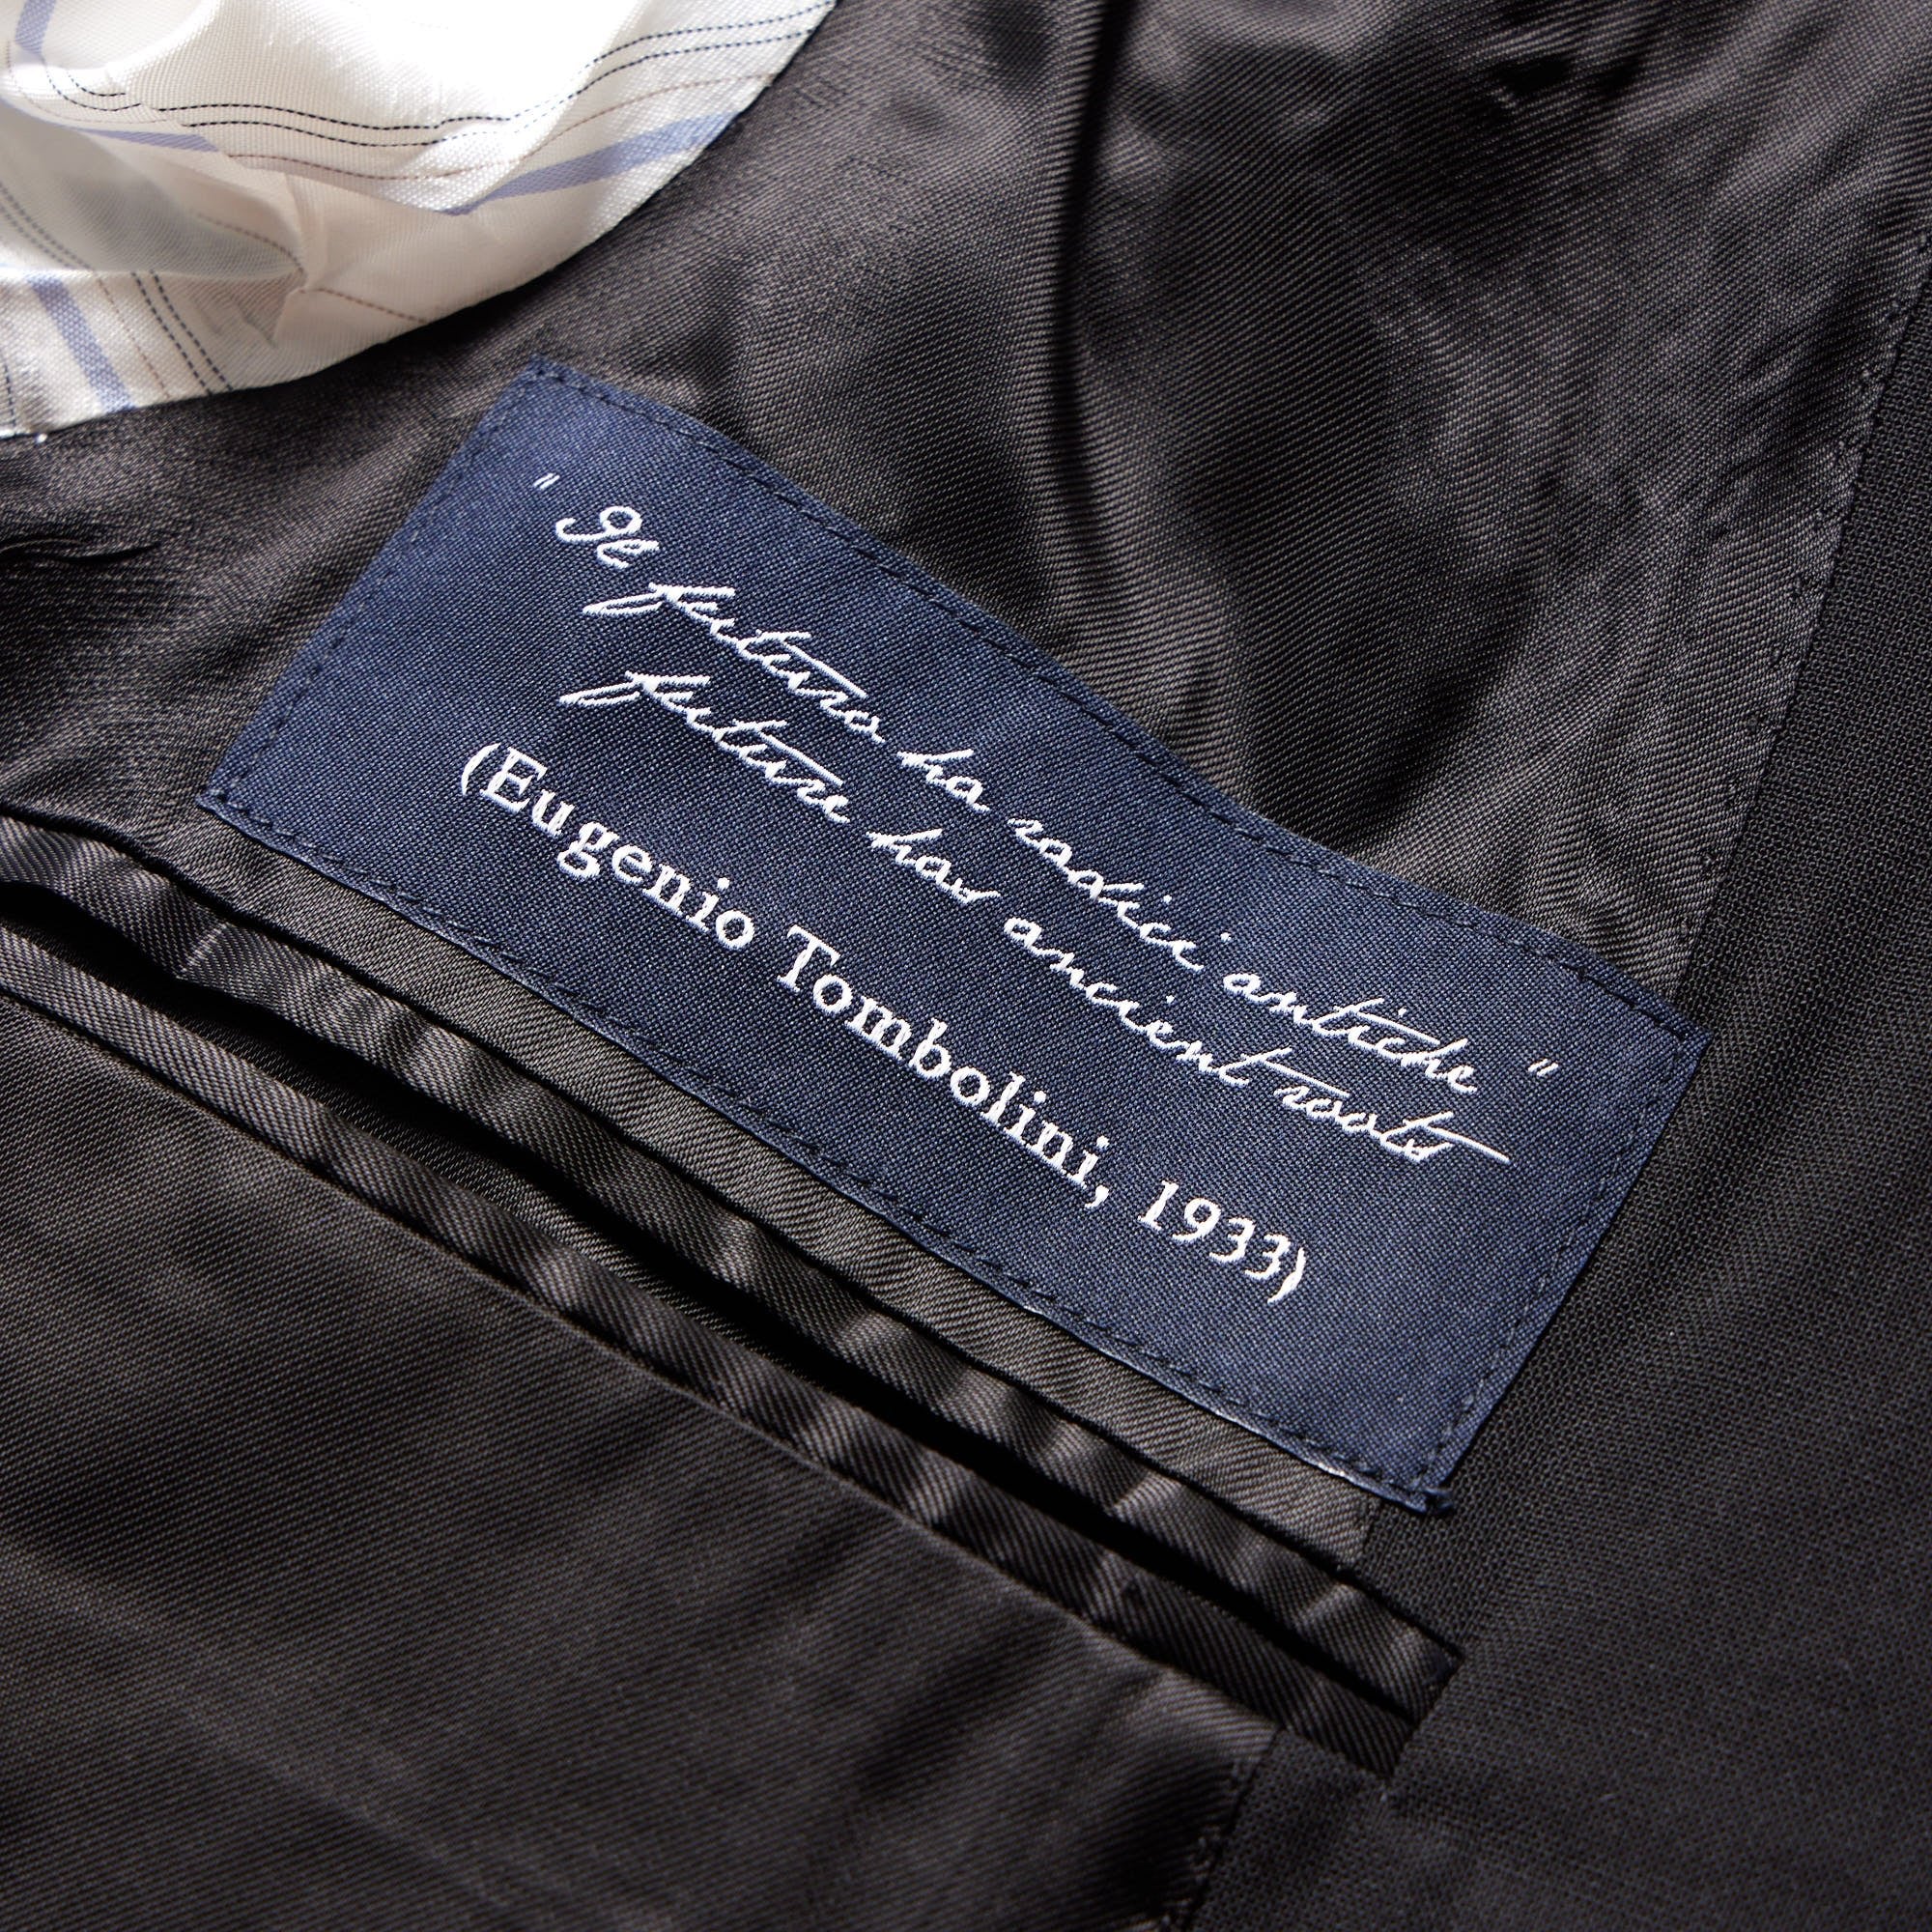 "Il futuro ha radici antiche"
future has ancient roots
(Eugenio Tombolini, 1933)